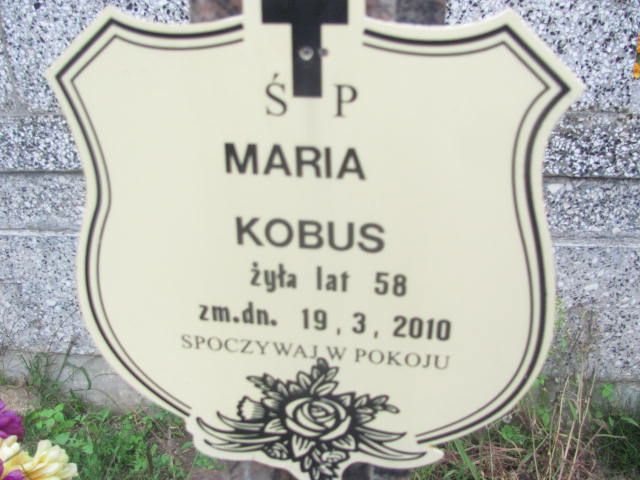 Ś P
MARIA
KOBUS
żyła lat 58
zm.dn. 19,3,2010
SPOCZYWAJ W POKOJU